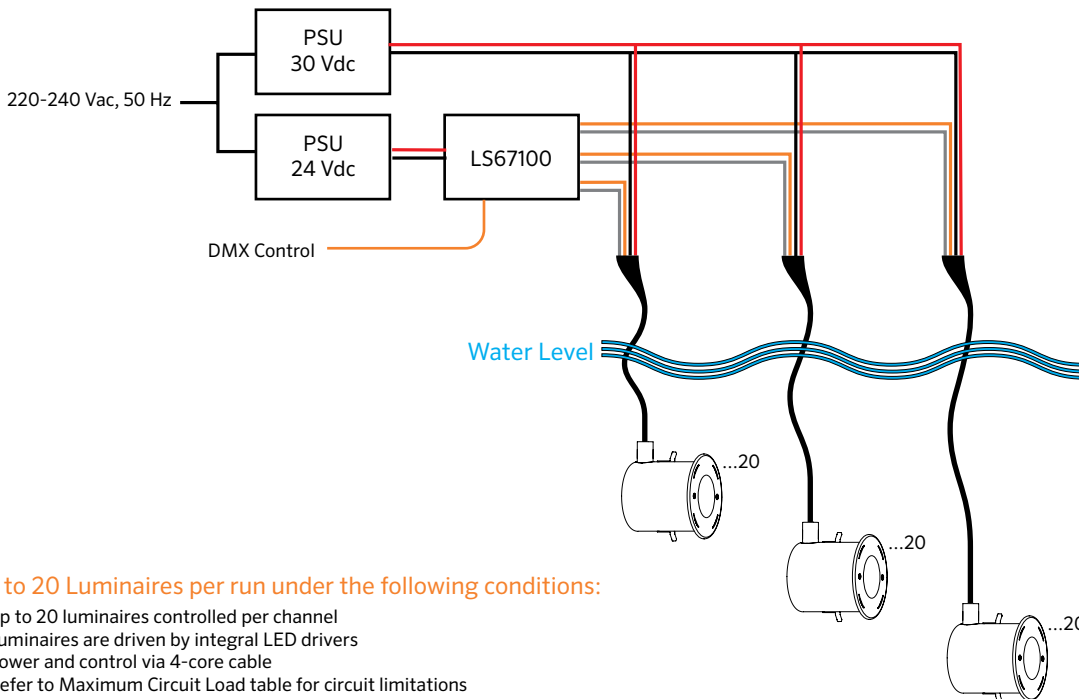 PSU
30 Vdc
220-240 Vac, 50 Hz
PSU
24 Vdc
LS67100
DMX Control
Water Level
...20
...20
...20
to 20 Luminaires per run under the following conditions:
p to 20 luminaires controlled per channel
uminaires are driven by integral LED drivers
ower and control via 4-core cable
efer to Maximum Circuit Load table for circuit limitations